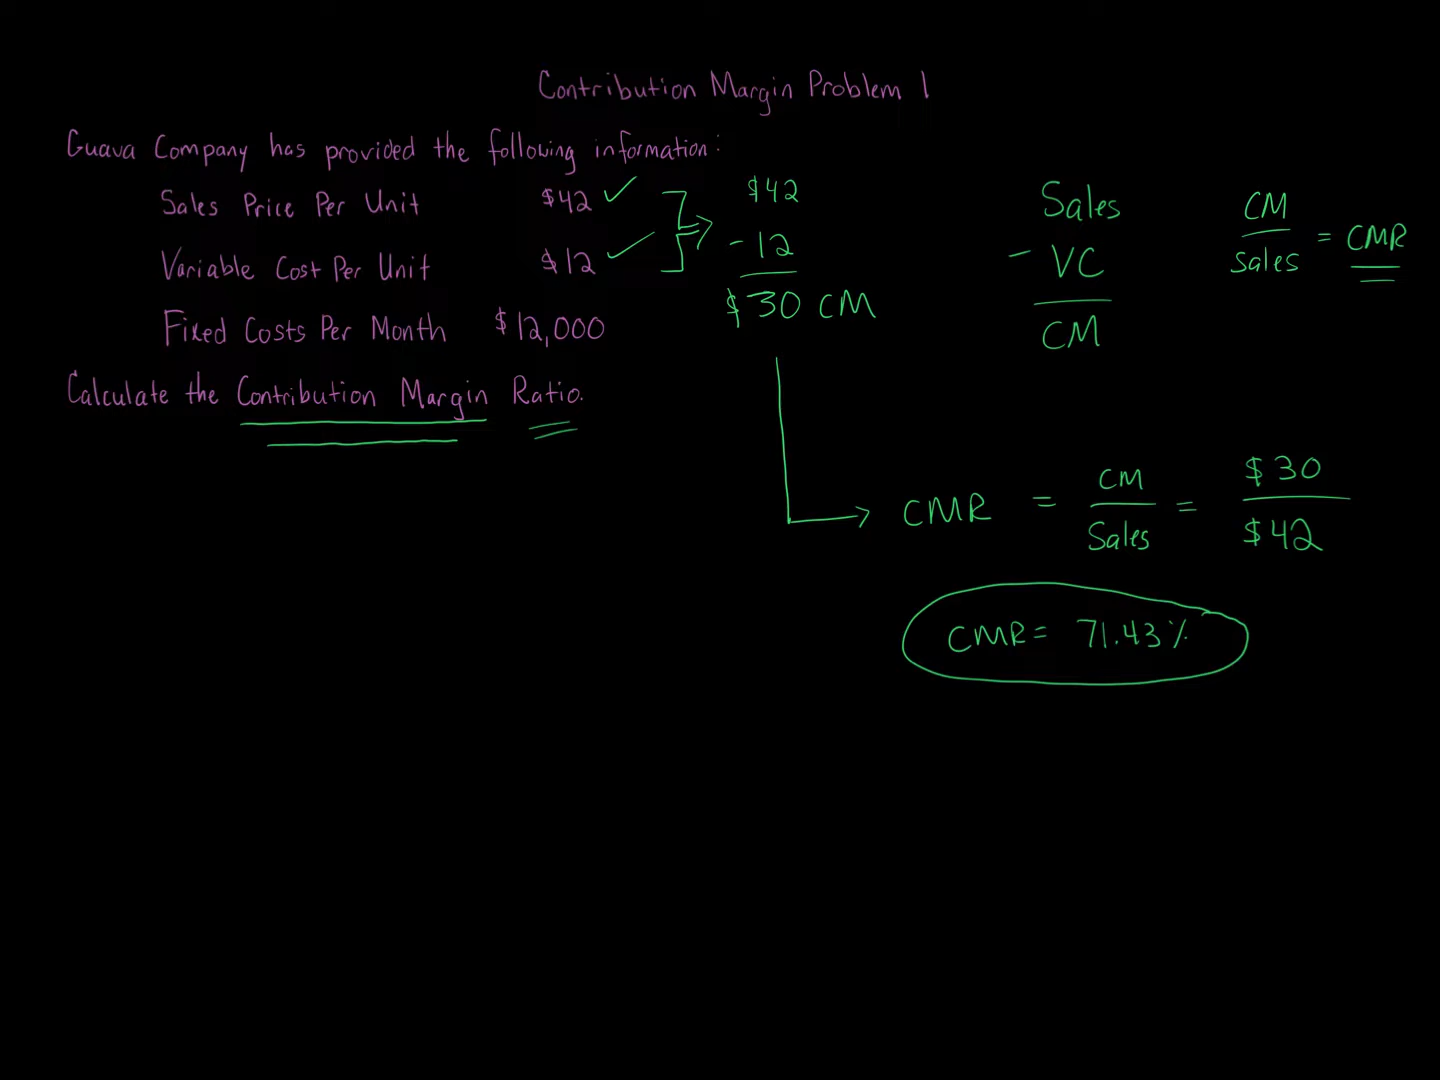 Contribution Margin Problem 1
Guava Company has provided the following information:
Sales Price Per Unit $42 ✓
Variable Cost Per Unit $12 ✓
Fixed Costs Per Month $12,000
Calculate the Contribution Margin Ratio.
$42
- 12
$30 CM
Sales
- VC
CM
CM
Sales
= CMR
CMR = CM / Sales = $30 / $42
CMR = 71.43%